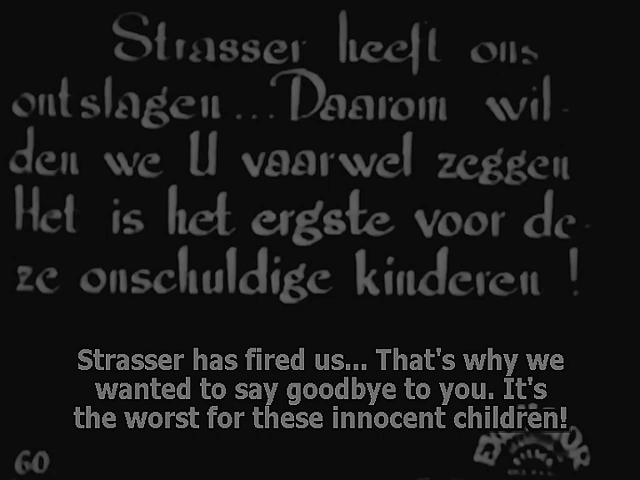 Strasser heeft ons
ontslagen... Daarom wil-
den we U vaarwel zeggen
Het is het ergste voor de-
ze onschuldige kinderen!
Strasser has fired us... That's why we
wanted to say goodbye to you. It's
the worst for these innocent children!
60
FILMS